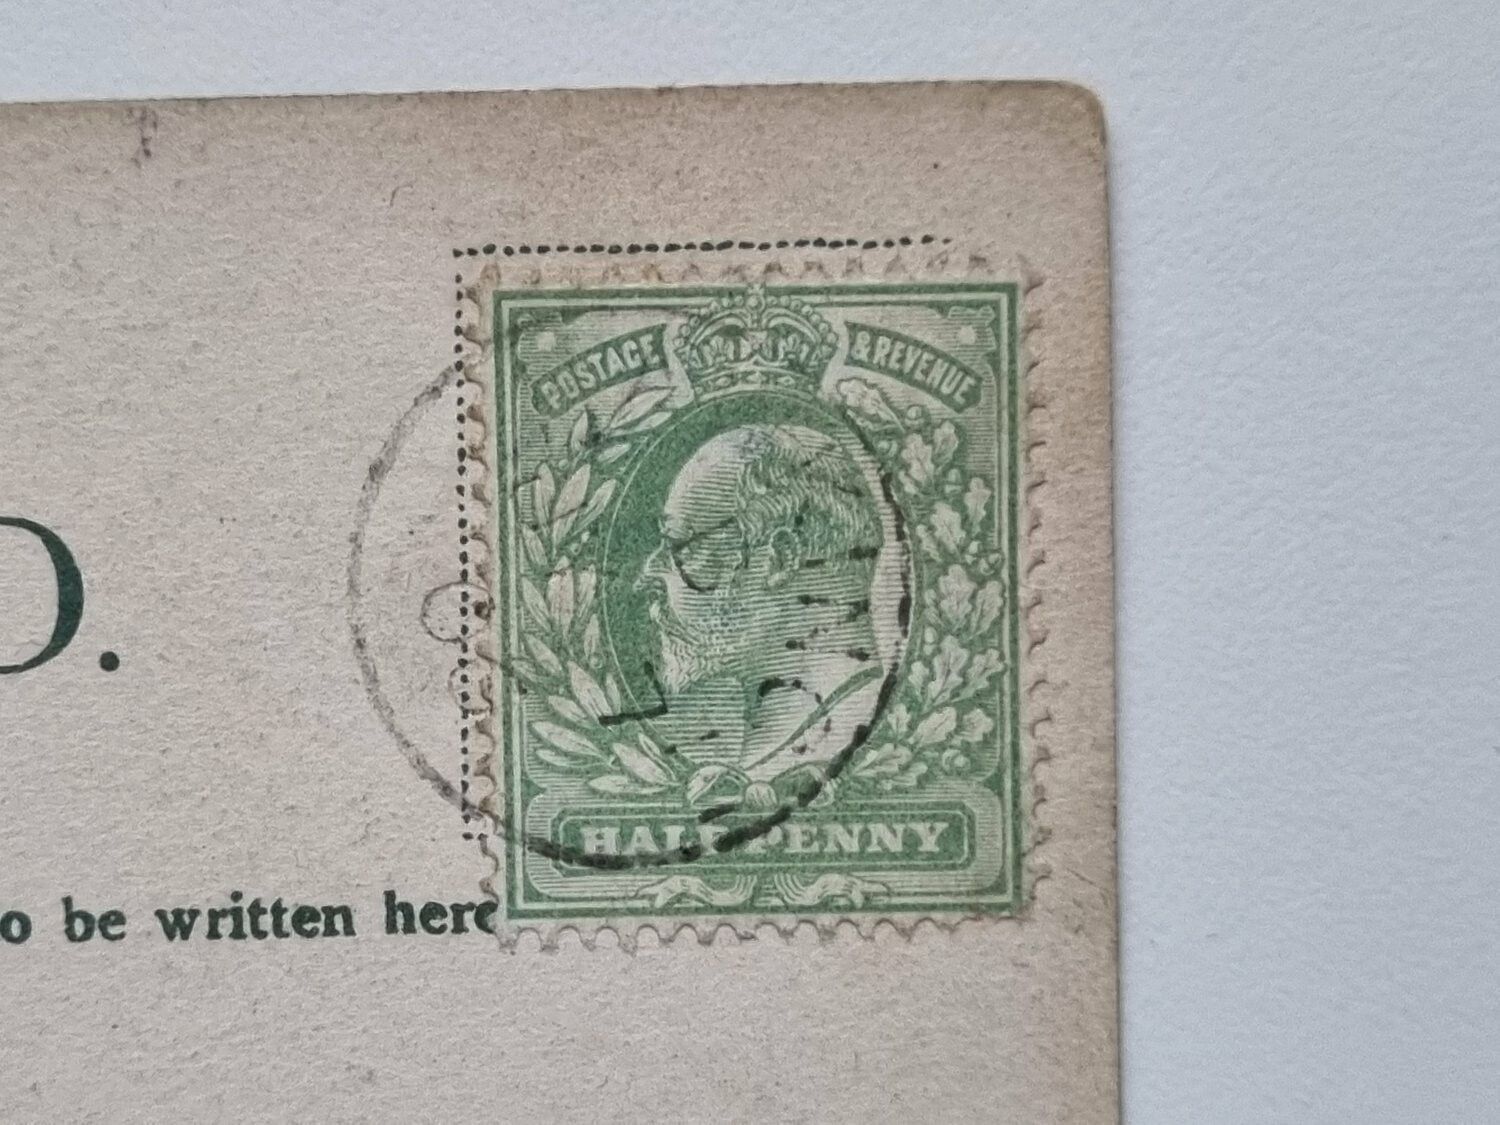 POSTAGE & REVENUE
D.
HALFPENNY
o be written here